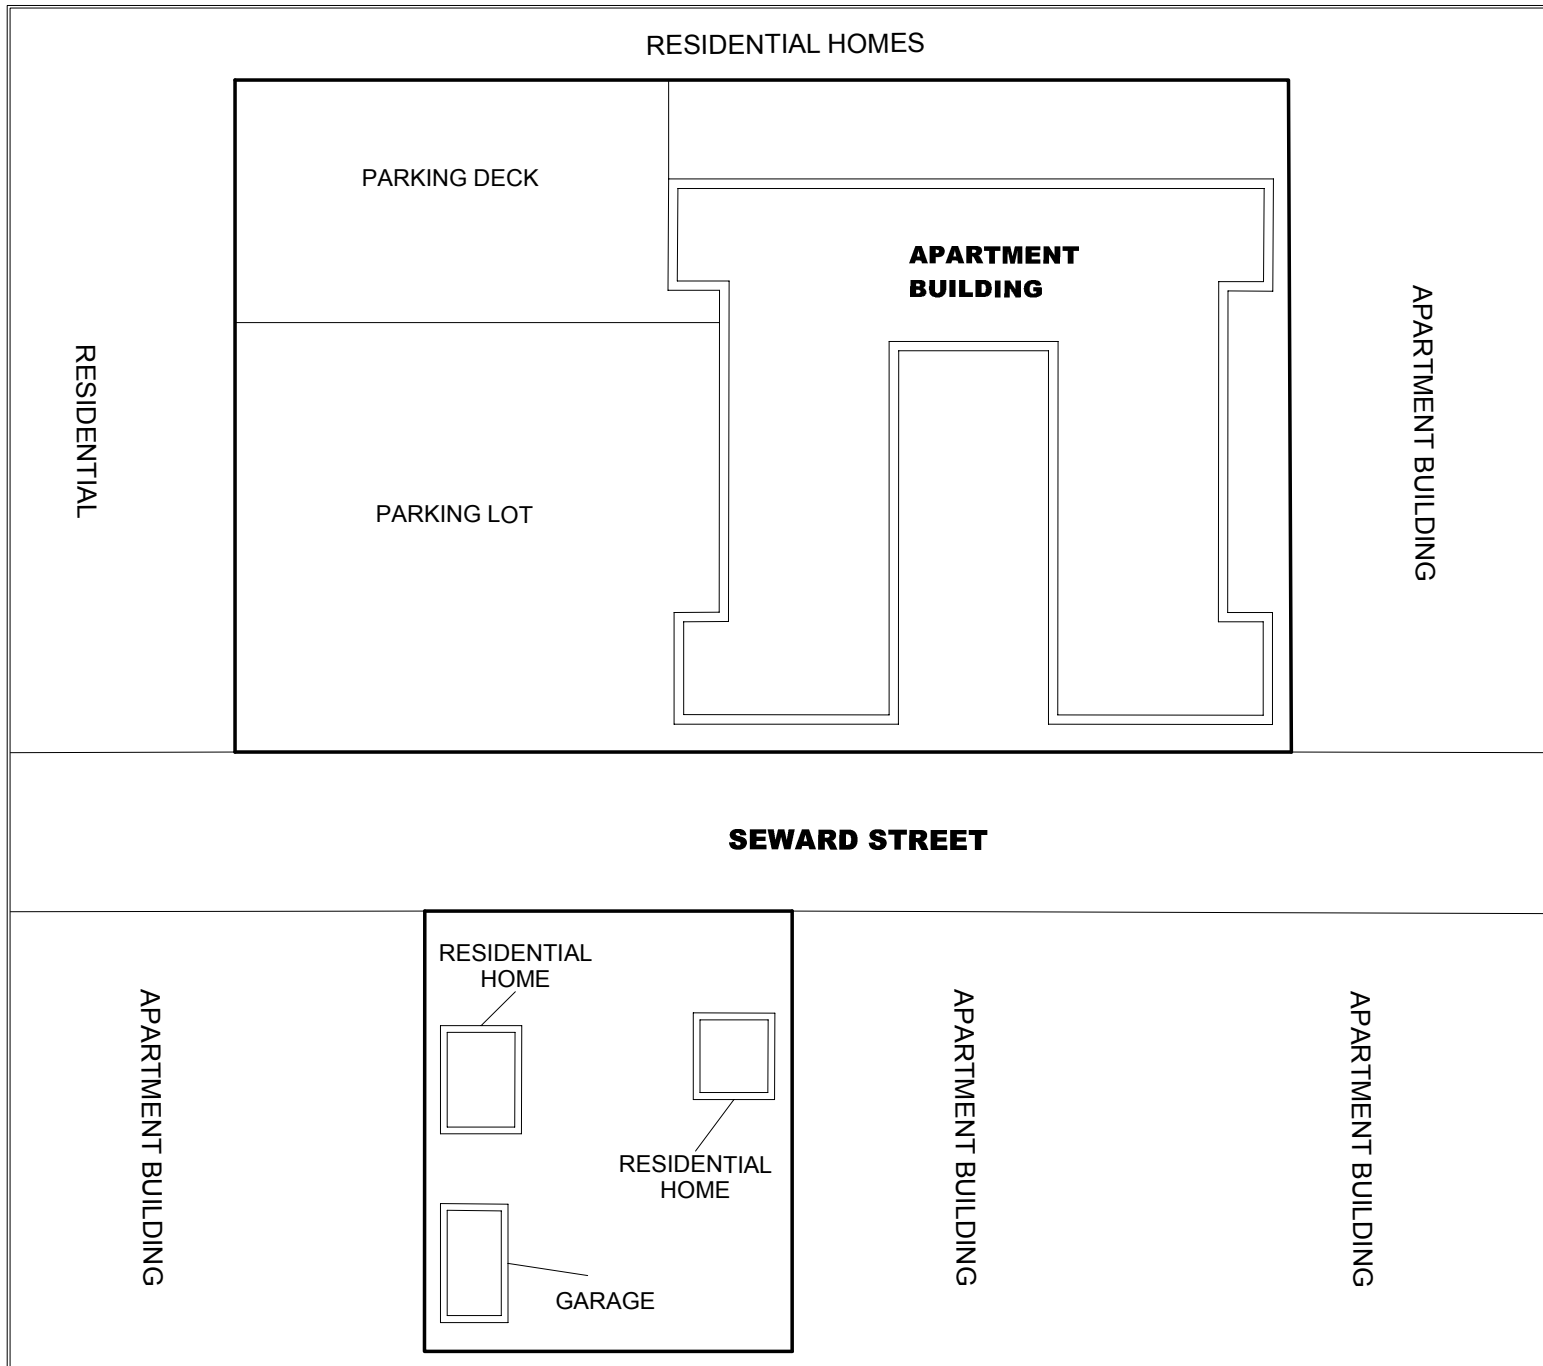 RESIDENTIAL HOMES
PARKING DECK
APARTMENT
BUILDING
RESIDENTIAL
APARTMENT BUILDING
PARKING LOT
SEWARD STREET
RESIDENTIAL
HOME
APARTMENT BUILDING
APARTMENT BUILDING
APARTMENT BUILDING
RESIDENTIAL
HOME
GARAGE